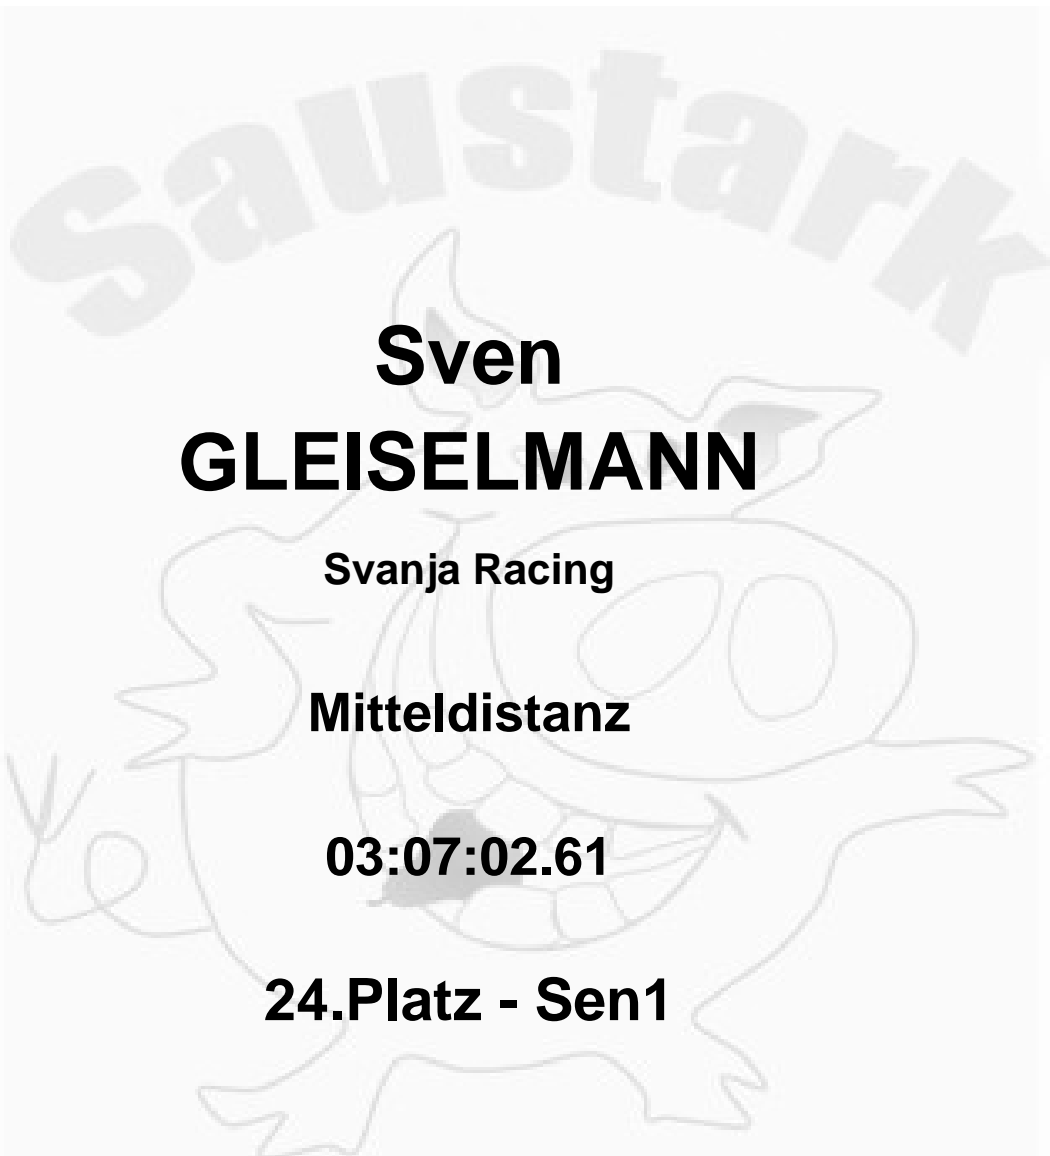 Saustark
Sven
GLEISELMANN
Svanja Racing
Mitteldistanz
03:07:02.61
24.Platz - Sen1